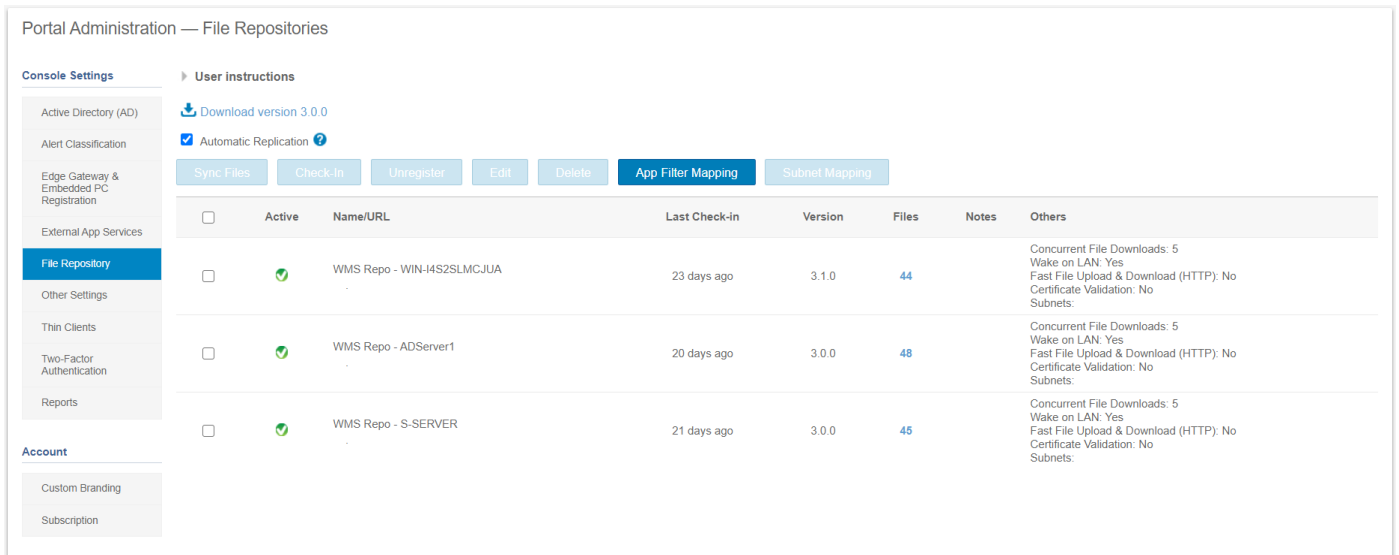 Portal Administration — File Repositories
Console Settings
Active Directory (AD)
Alert Classification
Edge Gateway &
Embedded PC
Registration
External App Services
File Repository
Other Settings
Thin Clients
Two-Factor
Authentication
Reports
Account
Custom Branding
Subscription
User instructions
Download version 3.0.0
Automatic Replication ?
Sync Files Check-In Unregister Edit Delete App Filter Mapping Subnet Mapping
Active Name/URL Last Check-in Version Files Notes Others
WMS Repo - WIN-I4S2SLMCJUA 23 days ago 3.1.0 44
Concurrent File Downloads: 5
Wake on LAN: Yes
Fast File Upload & Download (HTTP): No
Certificate Validation: No
Subnets:
WMS Repo - ADServer1 20 days ago 3.0.0 48
Concurrent File Downloads: 5
Wake on LAN: Yes
Fast File Upload & Download (HTTP): No
Certificate Validation: No
Subnets:
WMS Repo - S-SERVER 21 days ago 3.0.0 45
Concurrent File Downloads: 5
Wake on LAN: Yes
Fast File Upload & Download (HTTP): No
Certificate Validation: No
Subnets: